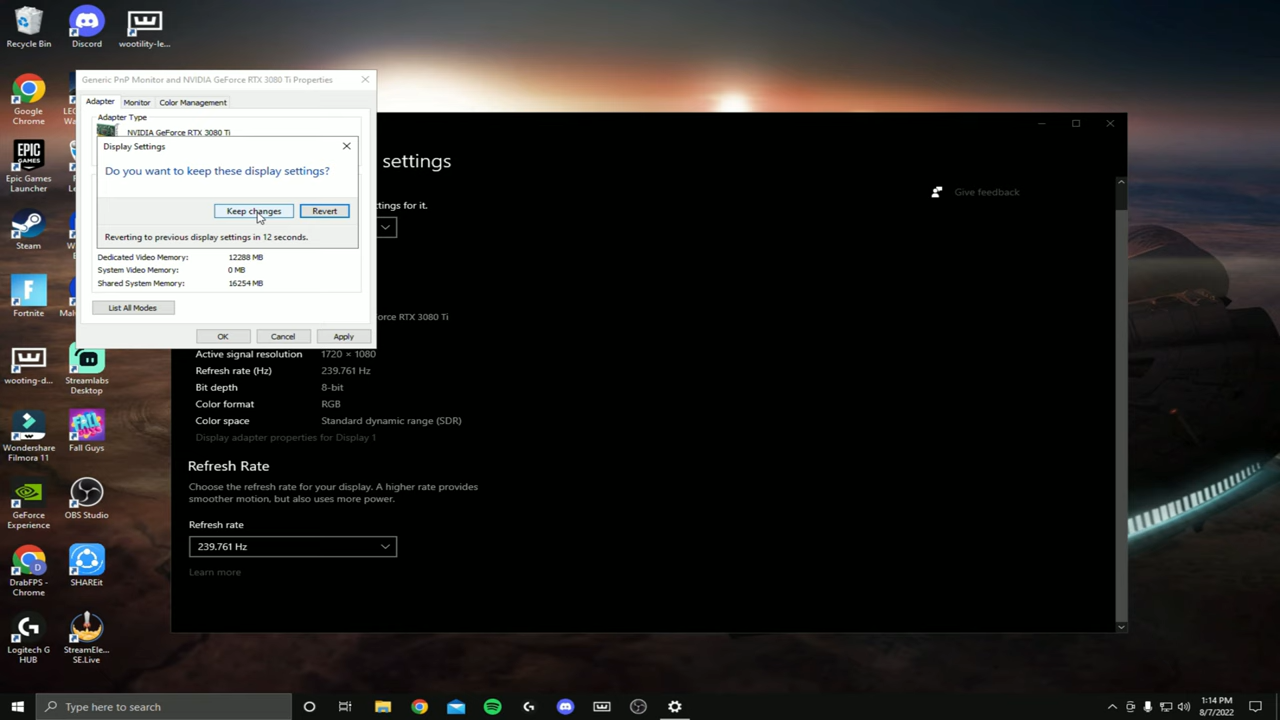 Recycle Bin
Discord
wootility-le...
Google
Chrome
LEG
Lo
EPIC
GAMES
Epic Games
Launcher
Steam
W
Fortnite
Mal
wooting-d...
Streamlabs
Desktop
Wondershare
Filmora 11
Fall Guys
GeForce
Experience
OBS Studio
DrabFPS -
Chrome
SHAREit
Logitech G
HUB
StreamEle...
SE.Live
Generic PnP Monitor and NVIDIA GeForce RTX 3080 Ti Properties
Adapter Monitor Color Management
Adapter Type
NVIDIA GeForce RTX 3080 Ti
Display Settings
Do you want to keep these display settings?
Keep changes Revert
Reverting to previous display settings in 12 seconds.
Dedicated Video Memory: 12288 MB
System Video Memory: 0 MB
Shared System Memory: 16254 MB
List All Modes
OK Cancel Apply
settings
Give feedback
ttings for it.
orce RTX 3080 Ti
Active signal resolution 1720 × 1080
Refresh rate (Hz) 239.761 Hz
Bit depth 8-bit
Color format RGB
Color space Standard dynamic range (SDR)
Display adapter properties for Display 1
Refresh Rate
Choose the refresh rate for your display. A higher rate provides
smoother motion, but also uses more power.
Refresh rate
239.761 Hz
Learn more
Type here to search
1:14 PM
8/7/2022